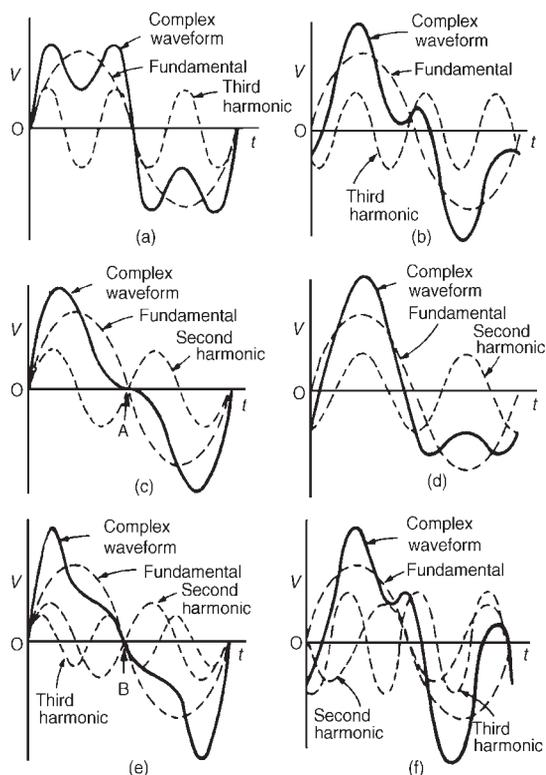 Complex
waveform
V
Fundamental
Third
harmonic
O
t
(a)
Complex
waveform
V
Fundamental
O
t
Third
harmonic
(b)
Complex
waveform
V
Fundamental
Second
harmonic
O
t
A
(c)
Complex
waveform
V
Fundamental
Second
harmonic
O
t
(d)
Complex
waveform
V
Fundamental
Second
harmonic
O
t
Third
harmonic
B
(e)
Complex
waveform
V
Fundamental
O
t
Second
harmonic
Third
harmonic
(f)